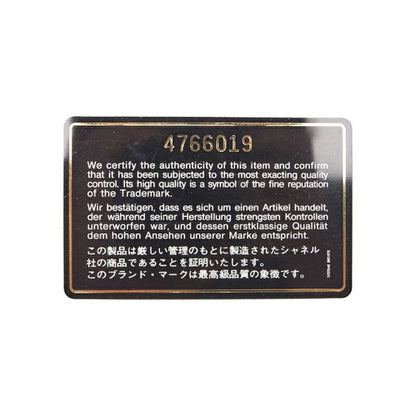 4766019
We certify the authenticity of this item and confirm
that it has been subjected to the most exacting quality
control. Its high quality is a symbol of the fine reputation
of the Trademark.
Wir bestätigen, dass es sich um einen Artikel handelt,
der während seiner Herstellung strengsten Kontrollen
unterworfen war, und dessen erstklassige Qualität
dem hohen Ansehen unserer Marke entspricht.
この製品は厳しい管理のもとに製造されたシャネル
社の商品であることを証明いたします。
このブランド・マークは最高級品質の象徴です。